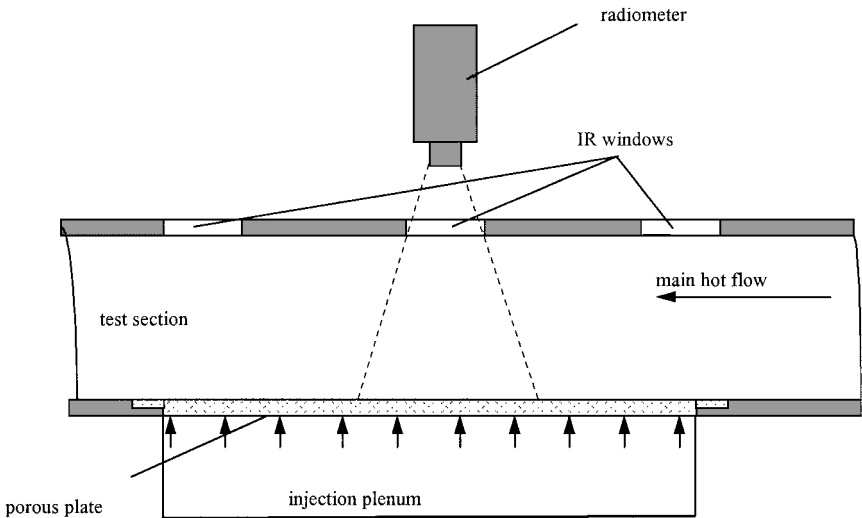 radiometer
IR windows
main hot flow
test section
injection plenum
porous plate